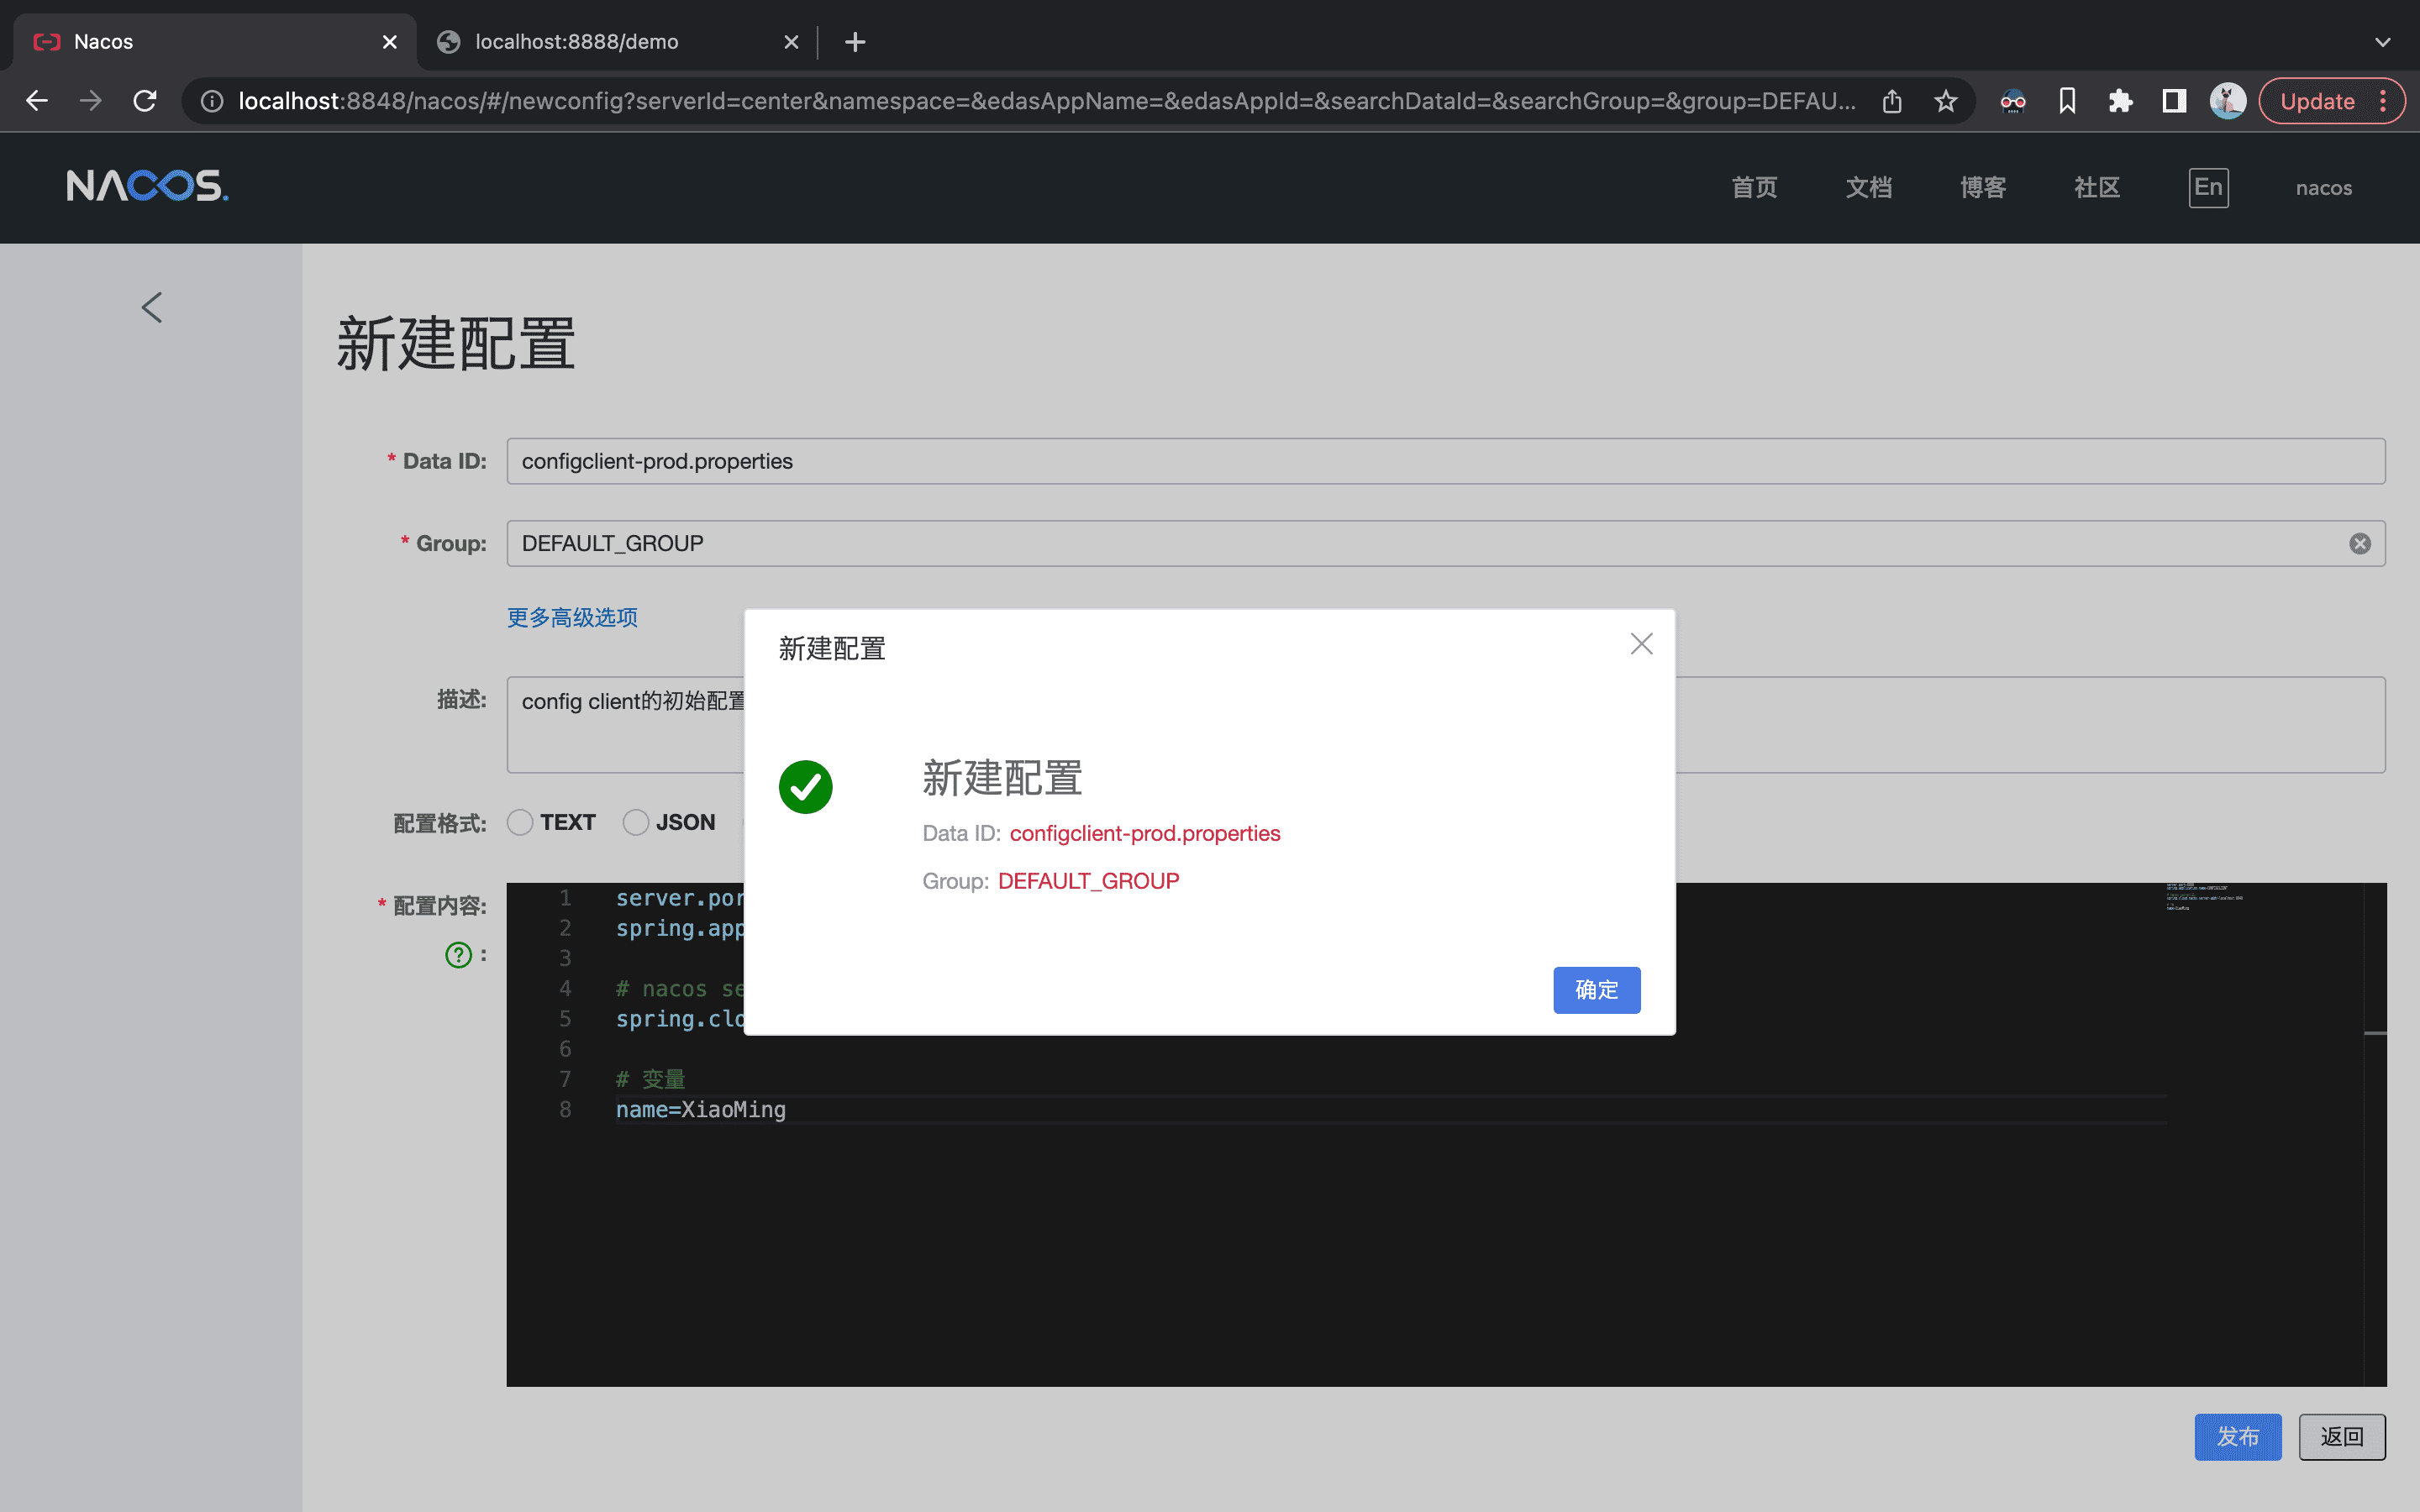 Nacos
localhost:8888/demo
localhost:8848/nacos/#/newconfig?serverId=center&namespace=&edasAppName=&edasAppId=&searchDataId=&searchGroup=&group=DEFAU...
Update
NACOS.
首页 文档 博客 社区 En nacos
新建配置
* Data ID: configclient-prod.properties
* Group: DEFAULT_GROUP
更多高级选项
新建配置
描述: config client的初始配置
新建配置
Data ID: configclient-prod.properties
Group: DEFAULT_GROUP
确定
配置格式: TEXT JSON
* 配置内容:
? :
1 server.por
2 spring.app
3
4 # nacos se
5 spring.clo
6
7 # 变量
8 name=XiaoMing
发布 返回